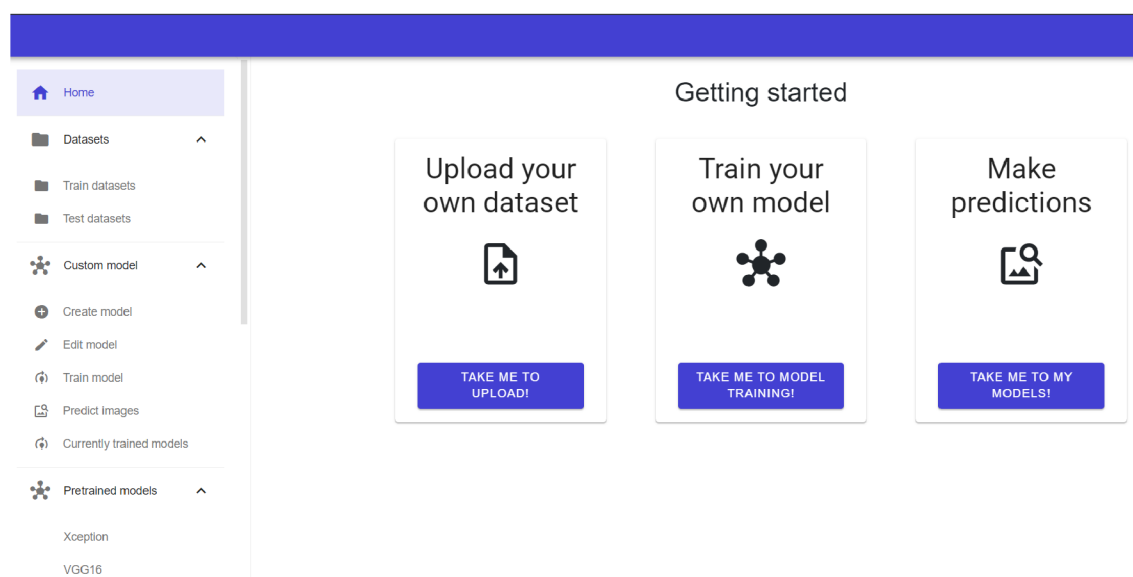 Home
Datasets
Train datasets
Test datasets
Custom model
Create model
Edit model
Train model
Predict images
Currently trained models
Pretrained models
Xception
VGG16
Getting started
Upload your
own dataset
TAKE ME TO
UPLOAD!
Train your
own model
TAKE ME TO MODEL
TRAINING!
Make
predictions
TAKE ME TO MY
MODELS!